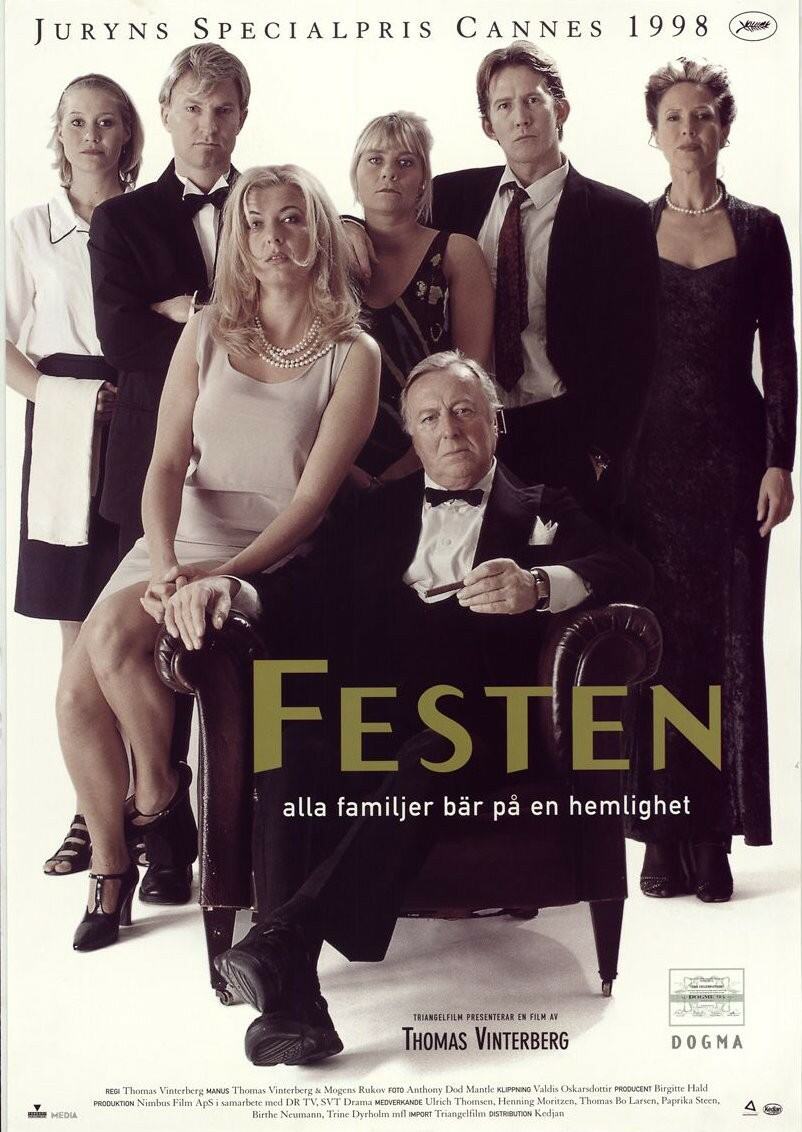 JURYNS SPECIALPRIS CANNES 1998
FESTEN
alla familjer bär på en hemlighet
TRIANGELFILM PRESENTERAR EN FILM AV
THOMAS VINTERBERG
DOGME 95
DOGMA
REGI Thomas Vinterberg MANUS Thomas Vinterberg & Mogens Rukov FOTO Anthony Dod Mantle KLIPPNING Valdis Oskarsdottir PRODUCENT Birgitte Hald
PRODUKTION Nimbus Film ApS i samarbete med DR TV, SVT Drama MEDVERKANDE Ulrich Thomsen, Henning Moritzen, Thomas Bo Larsen, Paprika Steen,
Birthe Neumann, Trine Dyrholm mfl IMPORT Triangelfilm DISTRIBUTION Kedjan
MEDIA
Kedjan